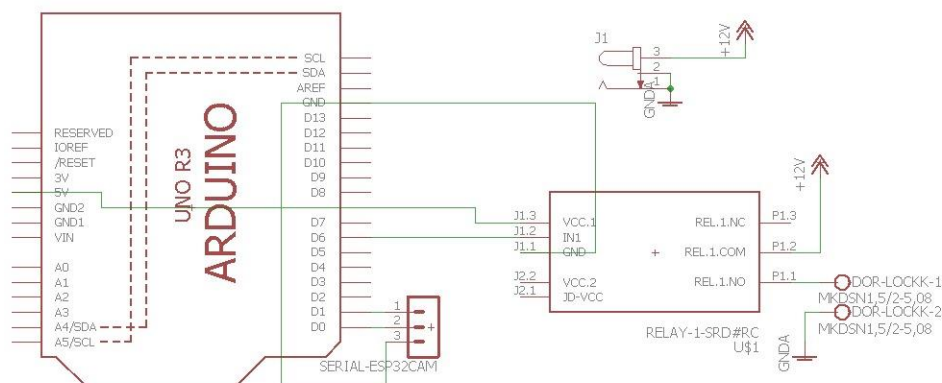 SCL
SDA
AREF
GND
D13
D12
D11
D10
D9
D8
D7
D6
D5
D4
D3
D2
D1
D0
RESERVED
IOREF
/RESET
3V
5V
GND2
GND1
VIN
A0
A1
A2
A3
A4/SDA
A5/SCL
UNO R3
ARDUINO
1
2
3
+
SERIAL-ESP32CAM
J1
3
2
1
+12V
GNDA
J1.3
J1.2
J1.1
J2.2
J2.1
VCC.1
IN1
GND
VCC.2
JD-VCC
+
REL.1.NC
REL.1.COM
REL.1.NO
P1.3
P1.2
P1.1
+12V
RELAY-1-SRD#RC
U$1
DOR-LOCKK-1
MKDSN1,5/2-5,08
DOR-LOCKK-2
MKDSN1,5/2-5,08
GNDA